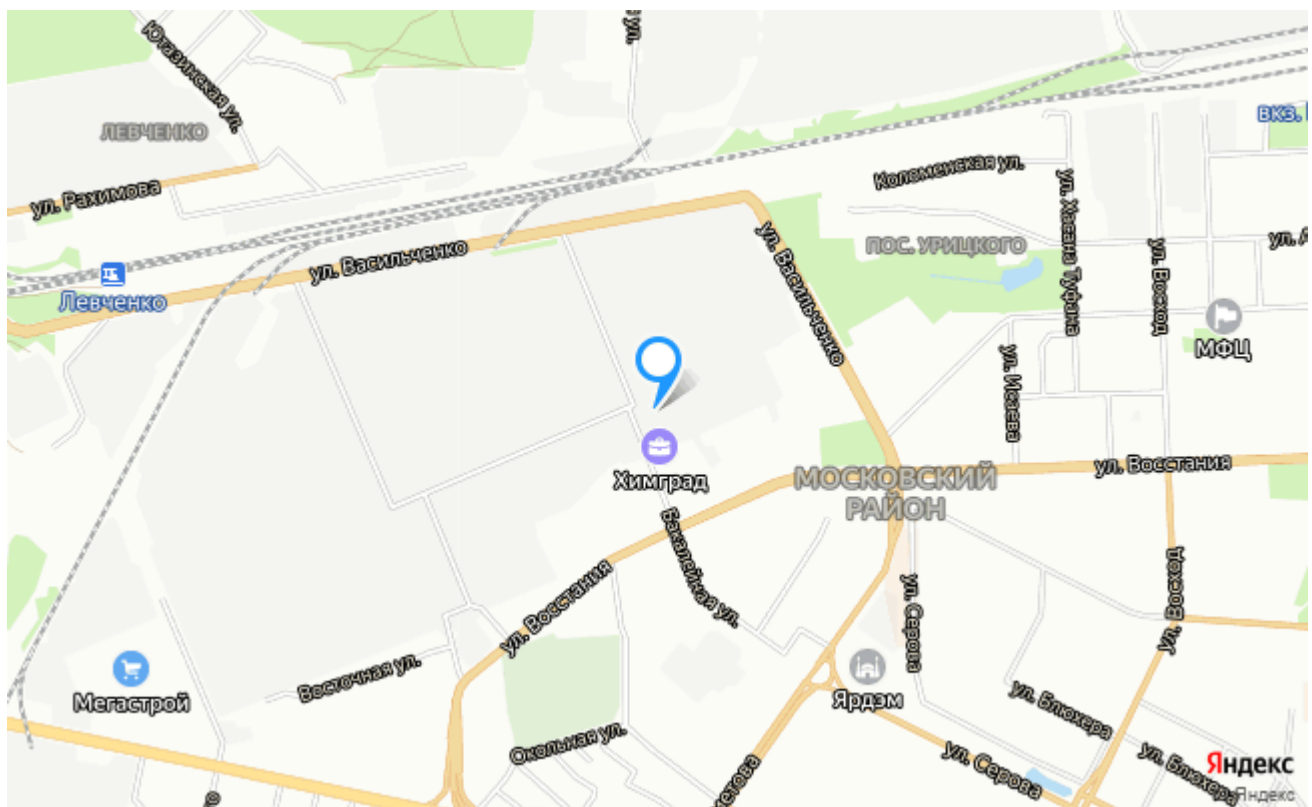 Ютазинская ул.
ул.
ЛЕВЧЕНКО
ВКЗ.
ул. Рахимова
Коломенская ул.
ул. Хасана Туфана
ПОС. УРИЦКОГО
ул. Восход
ул.
ул. Васильченко
ул. Васильченко
Левченко
МФЦ
ул. Исаева
Химград
МОСКОВСКИЙ
РАЙОН
ул. Восстания
Бакалейная ул.
ул. Восстания
ул. Серова
ул. Восход
Восточная ул.
Мегастрой
Ярдэм
ул. Блюхера
Окольная ул.
ул. Серова
ул. Блюхера
Яндекс
Яндекс